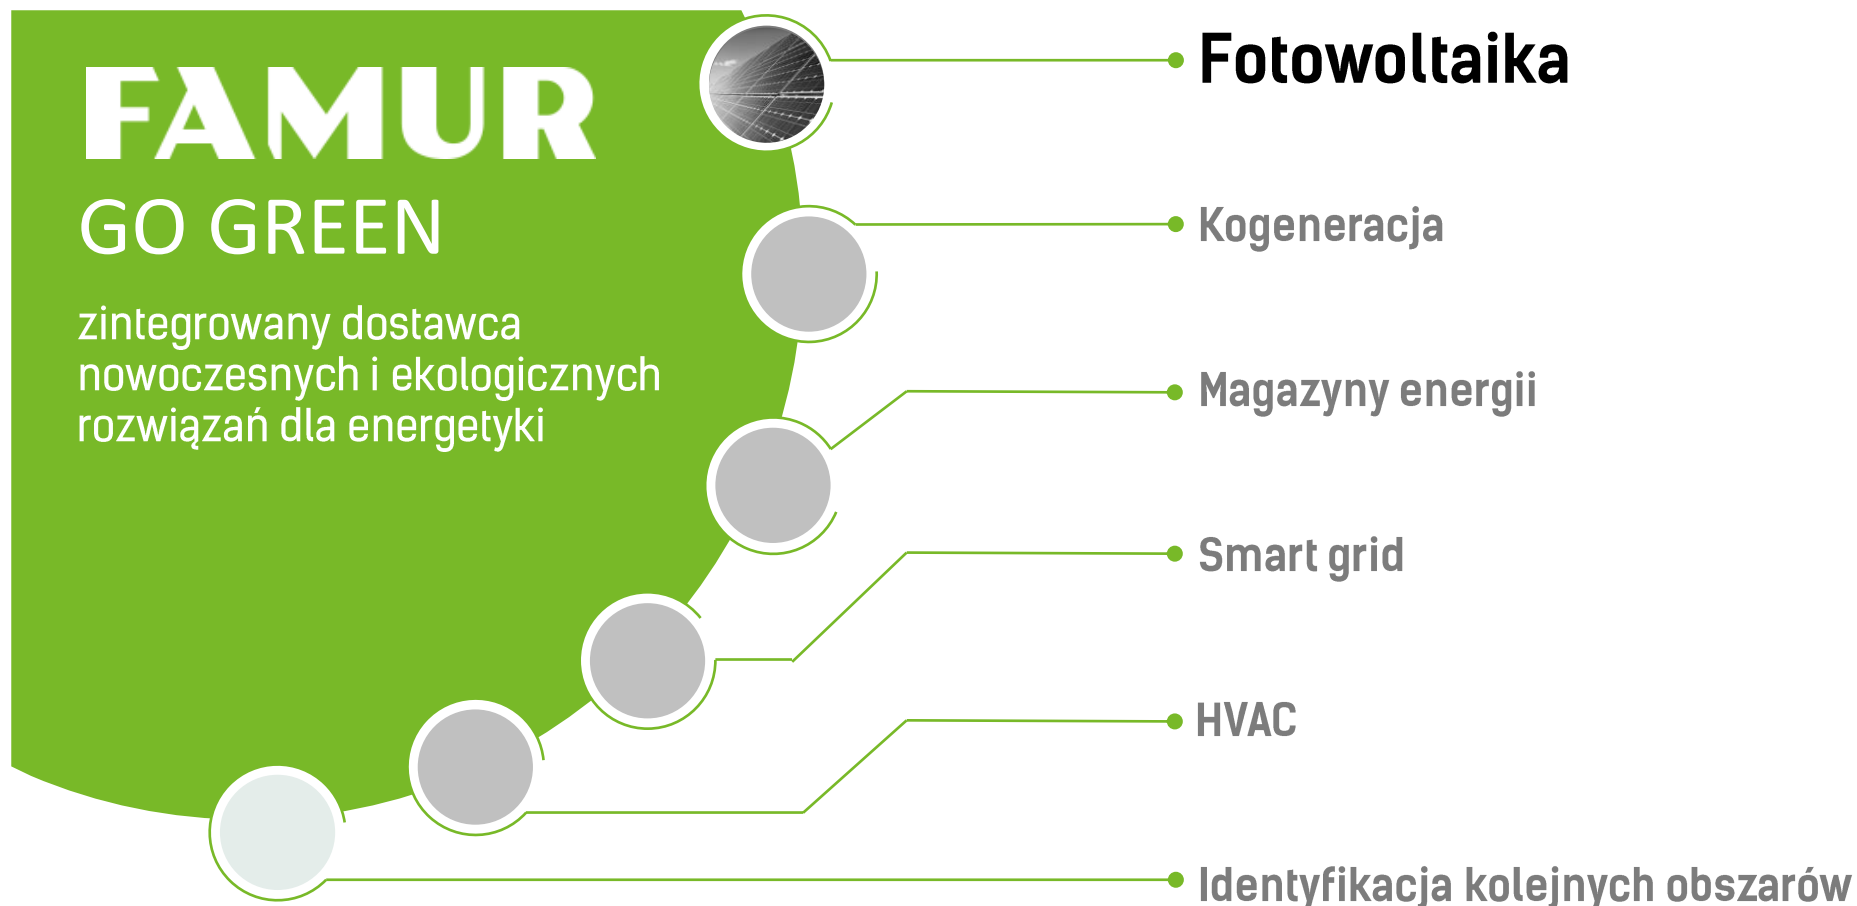 FAMUR
GO GREEN
zintegrowany dostawca
nowoczesnych i ekologicznych
rozwiązań dla energetyki
Fotowoltaika
Kogeneracja
Magazyny energii
Smart grid
HVAC
Identyfikacja kolejnych obszarów